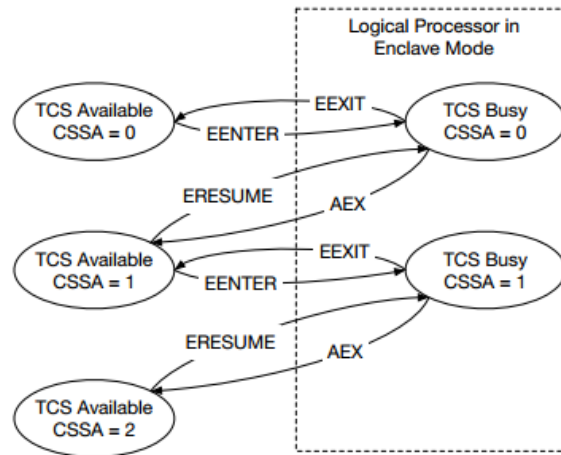 Logical Processor in
Enclave Mode
TCS Available
CSSA = 0
EEXIT
EENTER
TCS Busy
CSSA = 0
ERESUME
AEX
TCS Available
CSSA = 1
EEXIT
EENTER
TCS Busy
CSSA = 1
ERESUME
AEX
TCS Available
CSSA = 2